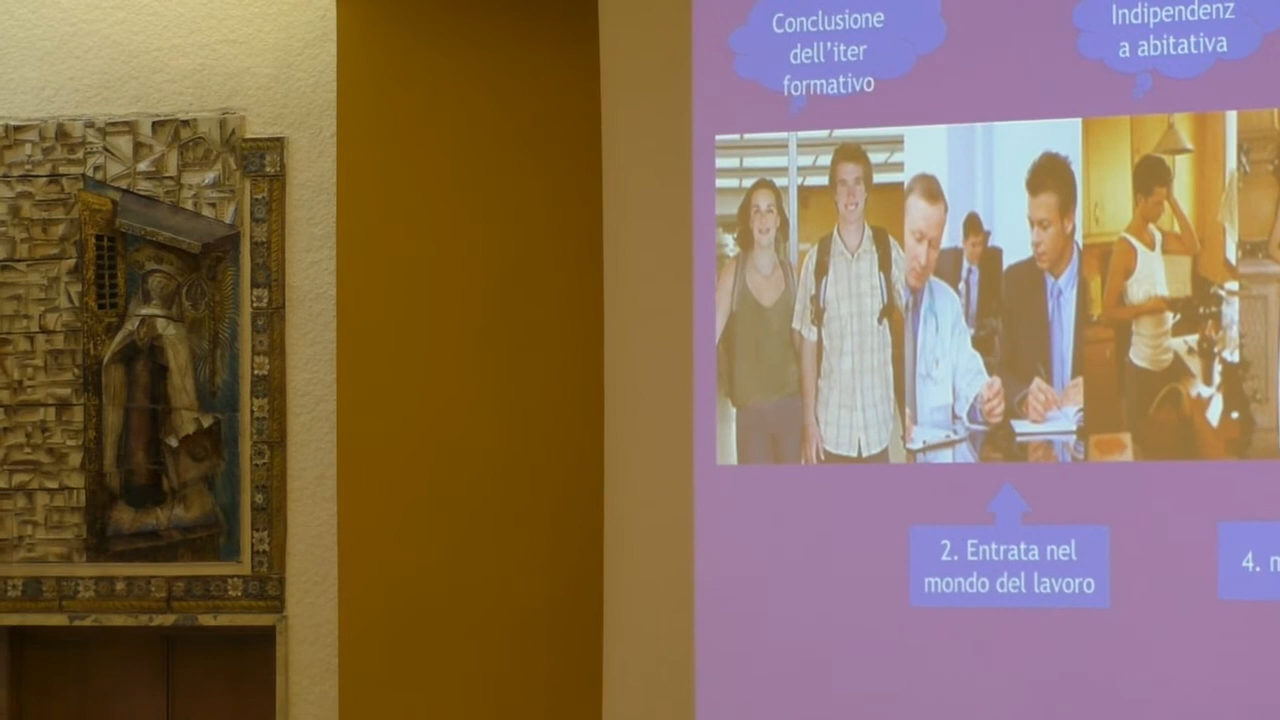 Conclusione
dell'iter
formativo
Indipendenz
a abitativa
2. Entrata nel
mondo del lavoro
4.